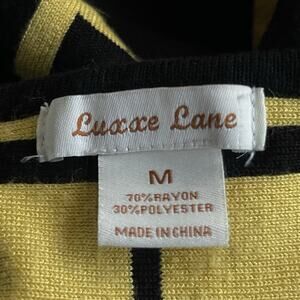 Luxxe Lane
M
70%RAYON
30%POLYESTER
MADE IN CHINA